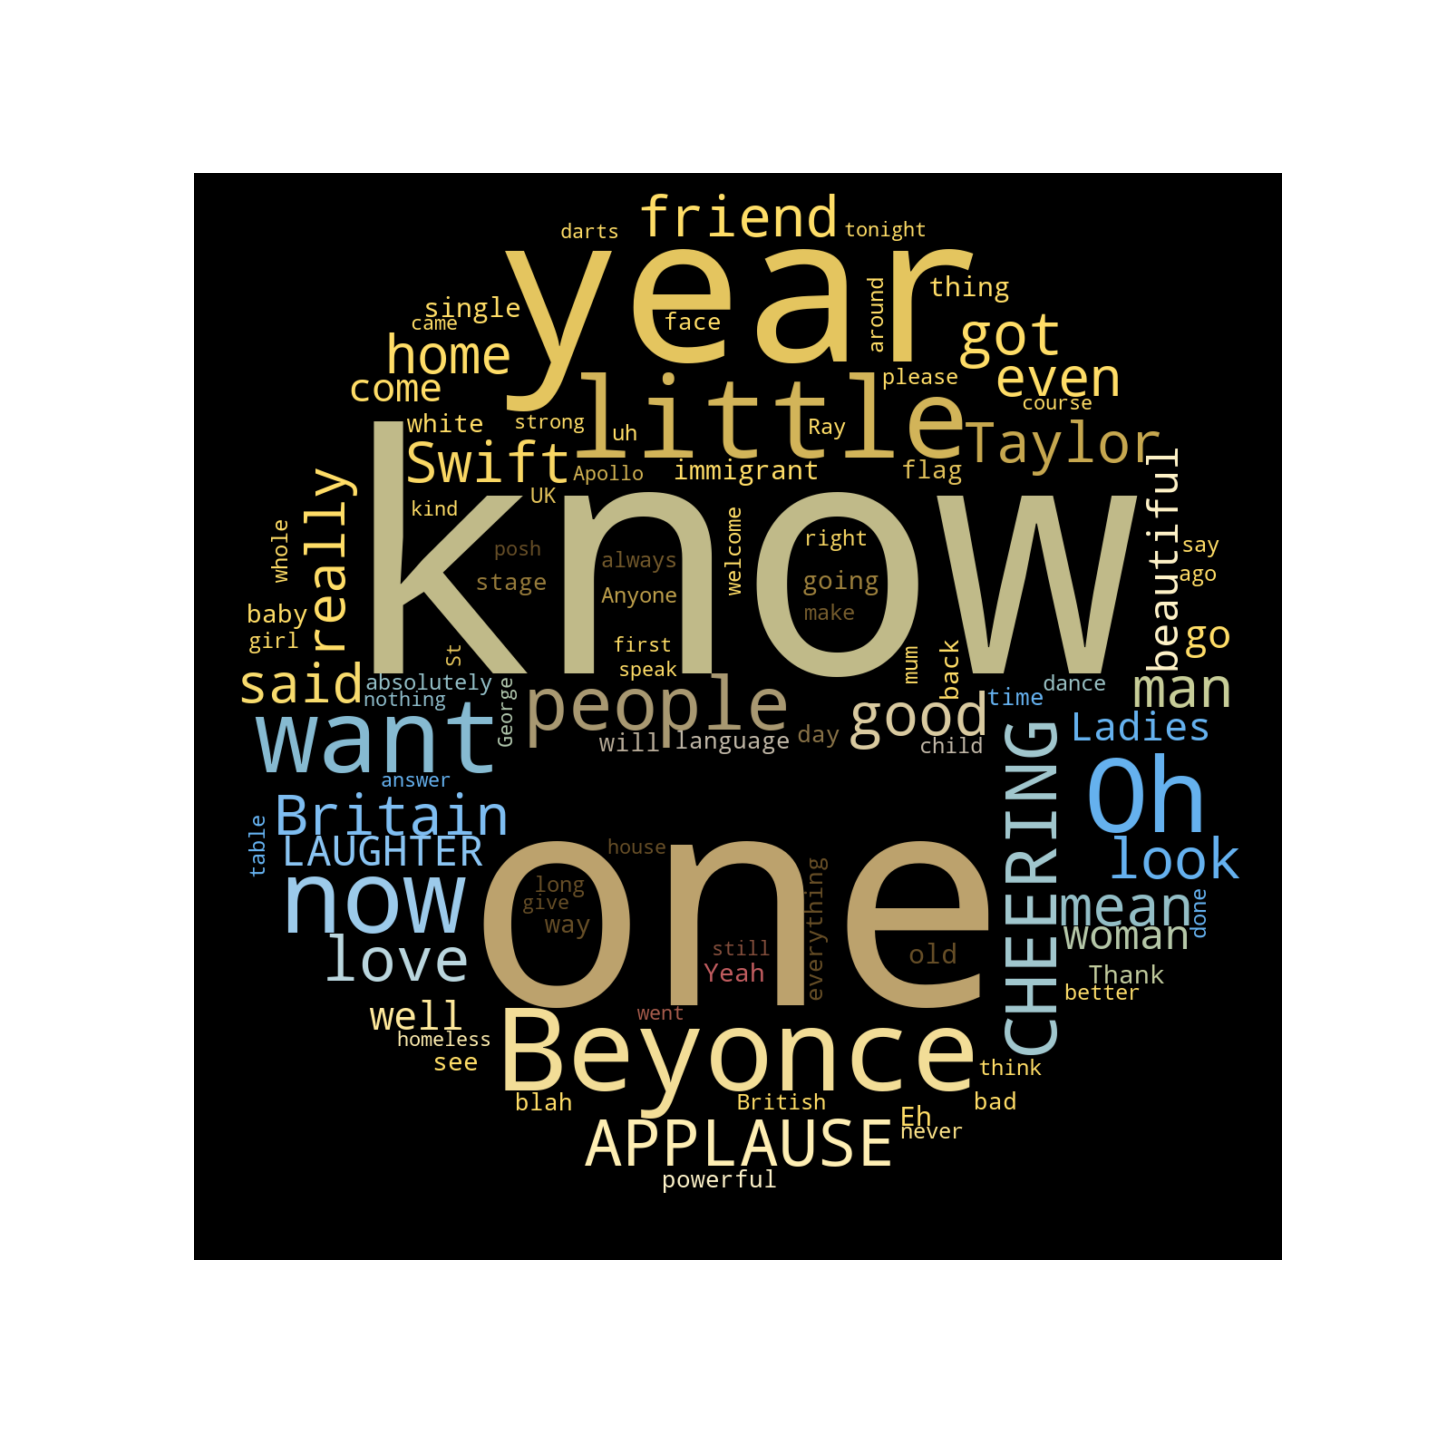 friend
darts
tonight
year
thing
around
single
face
came
got
home
please
even
come
little
course
white
strong
uh
Ray
Taylor
Swift
Apollo
immigrant
flag
beautiful
really
UK
know
kind
welcome
whole
right
say
posh
always
stage
going
ago
Anyone
make
baby
girl
first
go
St
speak
mum
back
said
absolutely
nothing
George
people
good
time
dance
man
want
will
language
day
child
Ladies
answer
CHEERING
Oh
Britain
table
LAUGHTER
one
house
look
now
long
give
way
everything
mean
done
love
still
Yeah
old
woman
Thank
better
well
went
homeless
Beyonce
see
think
blah
British
bad
Eh
APPLAUSE
never
powerful